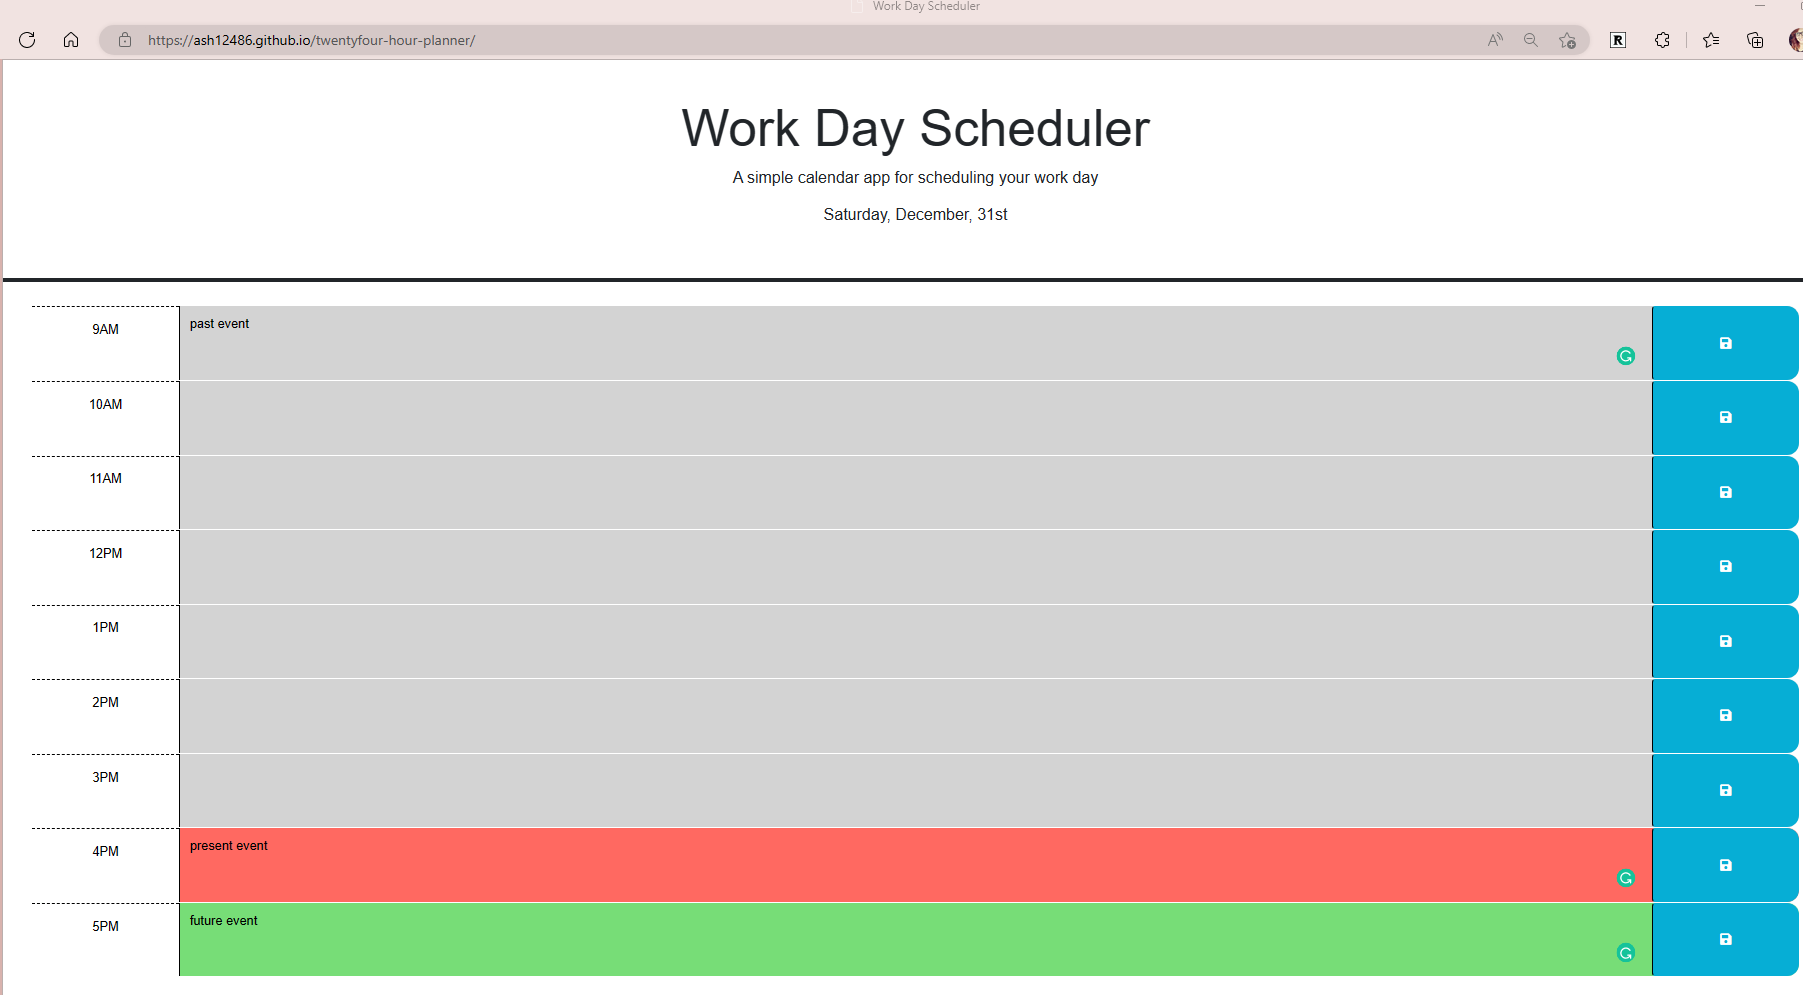 Work Day Scheduler
https://ash12486.github.io/twentyfour-hour-planner/
A
R
Work Day Scheduler
A simple calendar app for scheduling your work day
Saturday, December, 31st
9AM past event
10AM
11AM
12PM
1PM
2PM
3PM
4PM present event
5PM future event